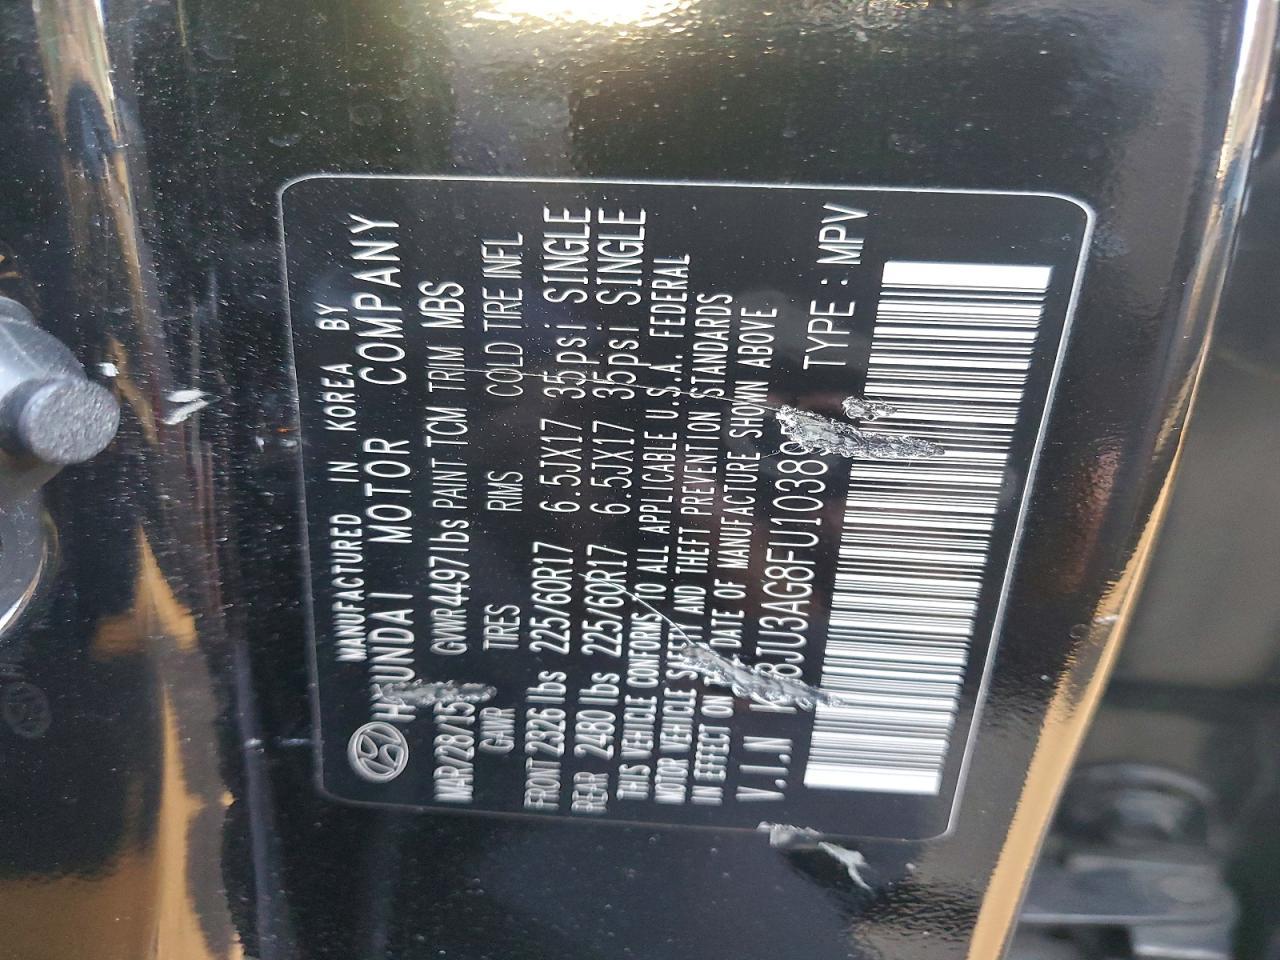 MANUFACTURED IN KOREA BY
HYUNDAI MOTOR COMPANY
MAR/28/15 GVWR 4497lbs PAINT TCM TRIM MBS
GAWR TIRES RIMS COLD TIRE INFL
FRONT 2326 lbs 225/60R17 6.5JX17 35psi SINGLE
REAR 2480 lbs 225/60R17 6.5JX17 35psi SINGLE
THIS VEHICLE CONFORMS TO ALL APPLICABLE U.S.A. FEDERAL
MOTOR VEHICLE SAFETY AND THEFT PREVENTION STANDARDS
IN EFFECT ON DATE OF MANUFACTURE SHOWN ABOVE
V.I.N TYPE : MPV